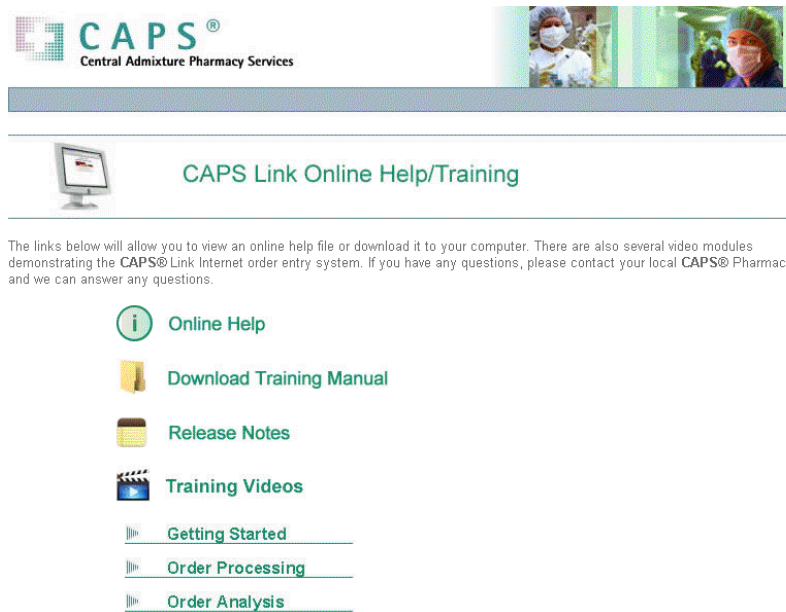 CAPS®
Central Admixture Pharmacy Services
CAPS Link Online Help/Training
The links below will allow you to view an online help file or download it to your computer. There are also several video modules
demonstrating the CAPS® Link Internet order entry system. If you have any questions, please contact your local CAPS® Pharmac
and we can answer any questions.
i Online Help
Download Training Manual
Release Notes
Training Videos
Getting Started
Order Processing
Order Analysis